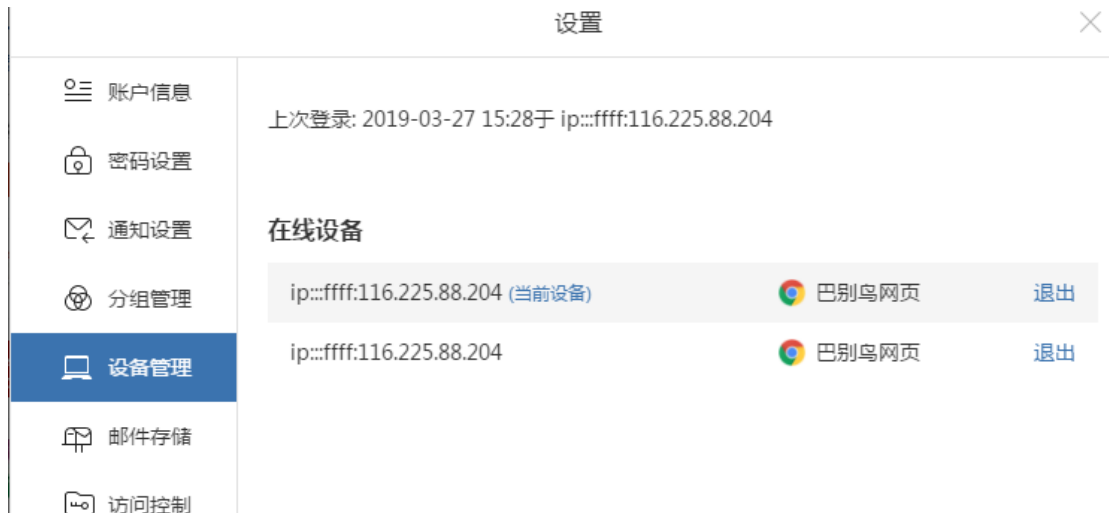 设置
账户信息
密码设置
通知设置
分组管理
设备管理
邮件存储
访问控制
上次登录: 2019-03-27 15:28于 ip:::ffff:116.225.88.204
在线设备
ip:::ffff:116.225.88.204 (当前设备) 巴别鸟网页 退出
ip:::ffff:116.225.88.204 巴别鸟网页 退出